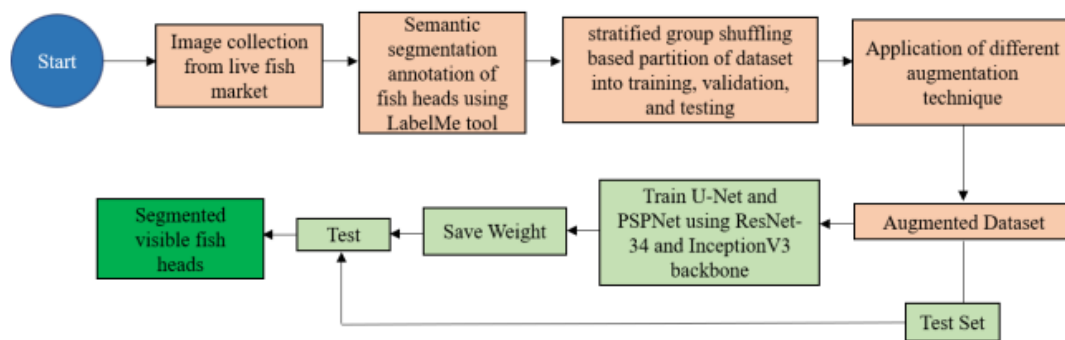 Start
Image collection
from live fish
market
Semantic
segmentation
annotation of
fish heads using
LabelMe tool
stratified group shuffling
based partition of dataset
into training, validation,
and testing
Application of different
augmentation
technique
Segmented
visible fish
heads
Test
Save Weight
Train U-Net and
PSPNet using ResNet-
34 and InceptionV3
backbone
Augmented Dataset
Test Set